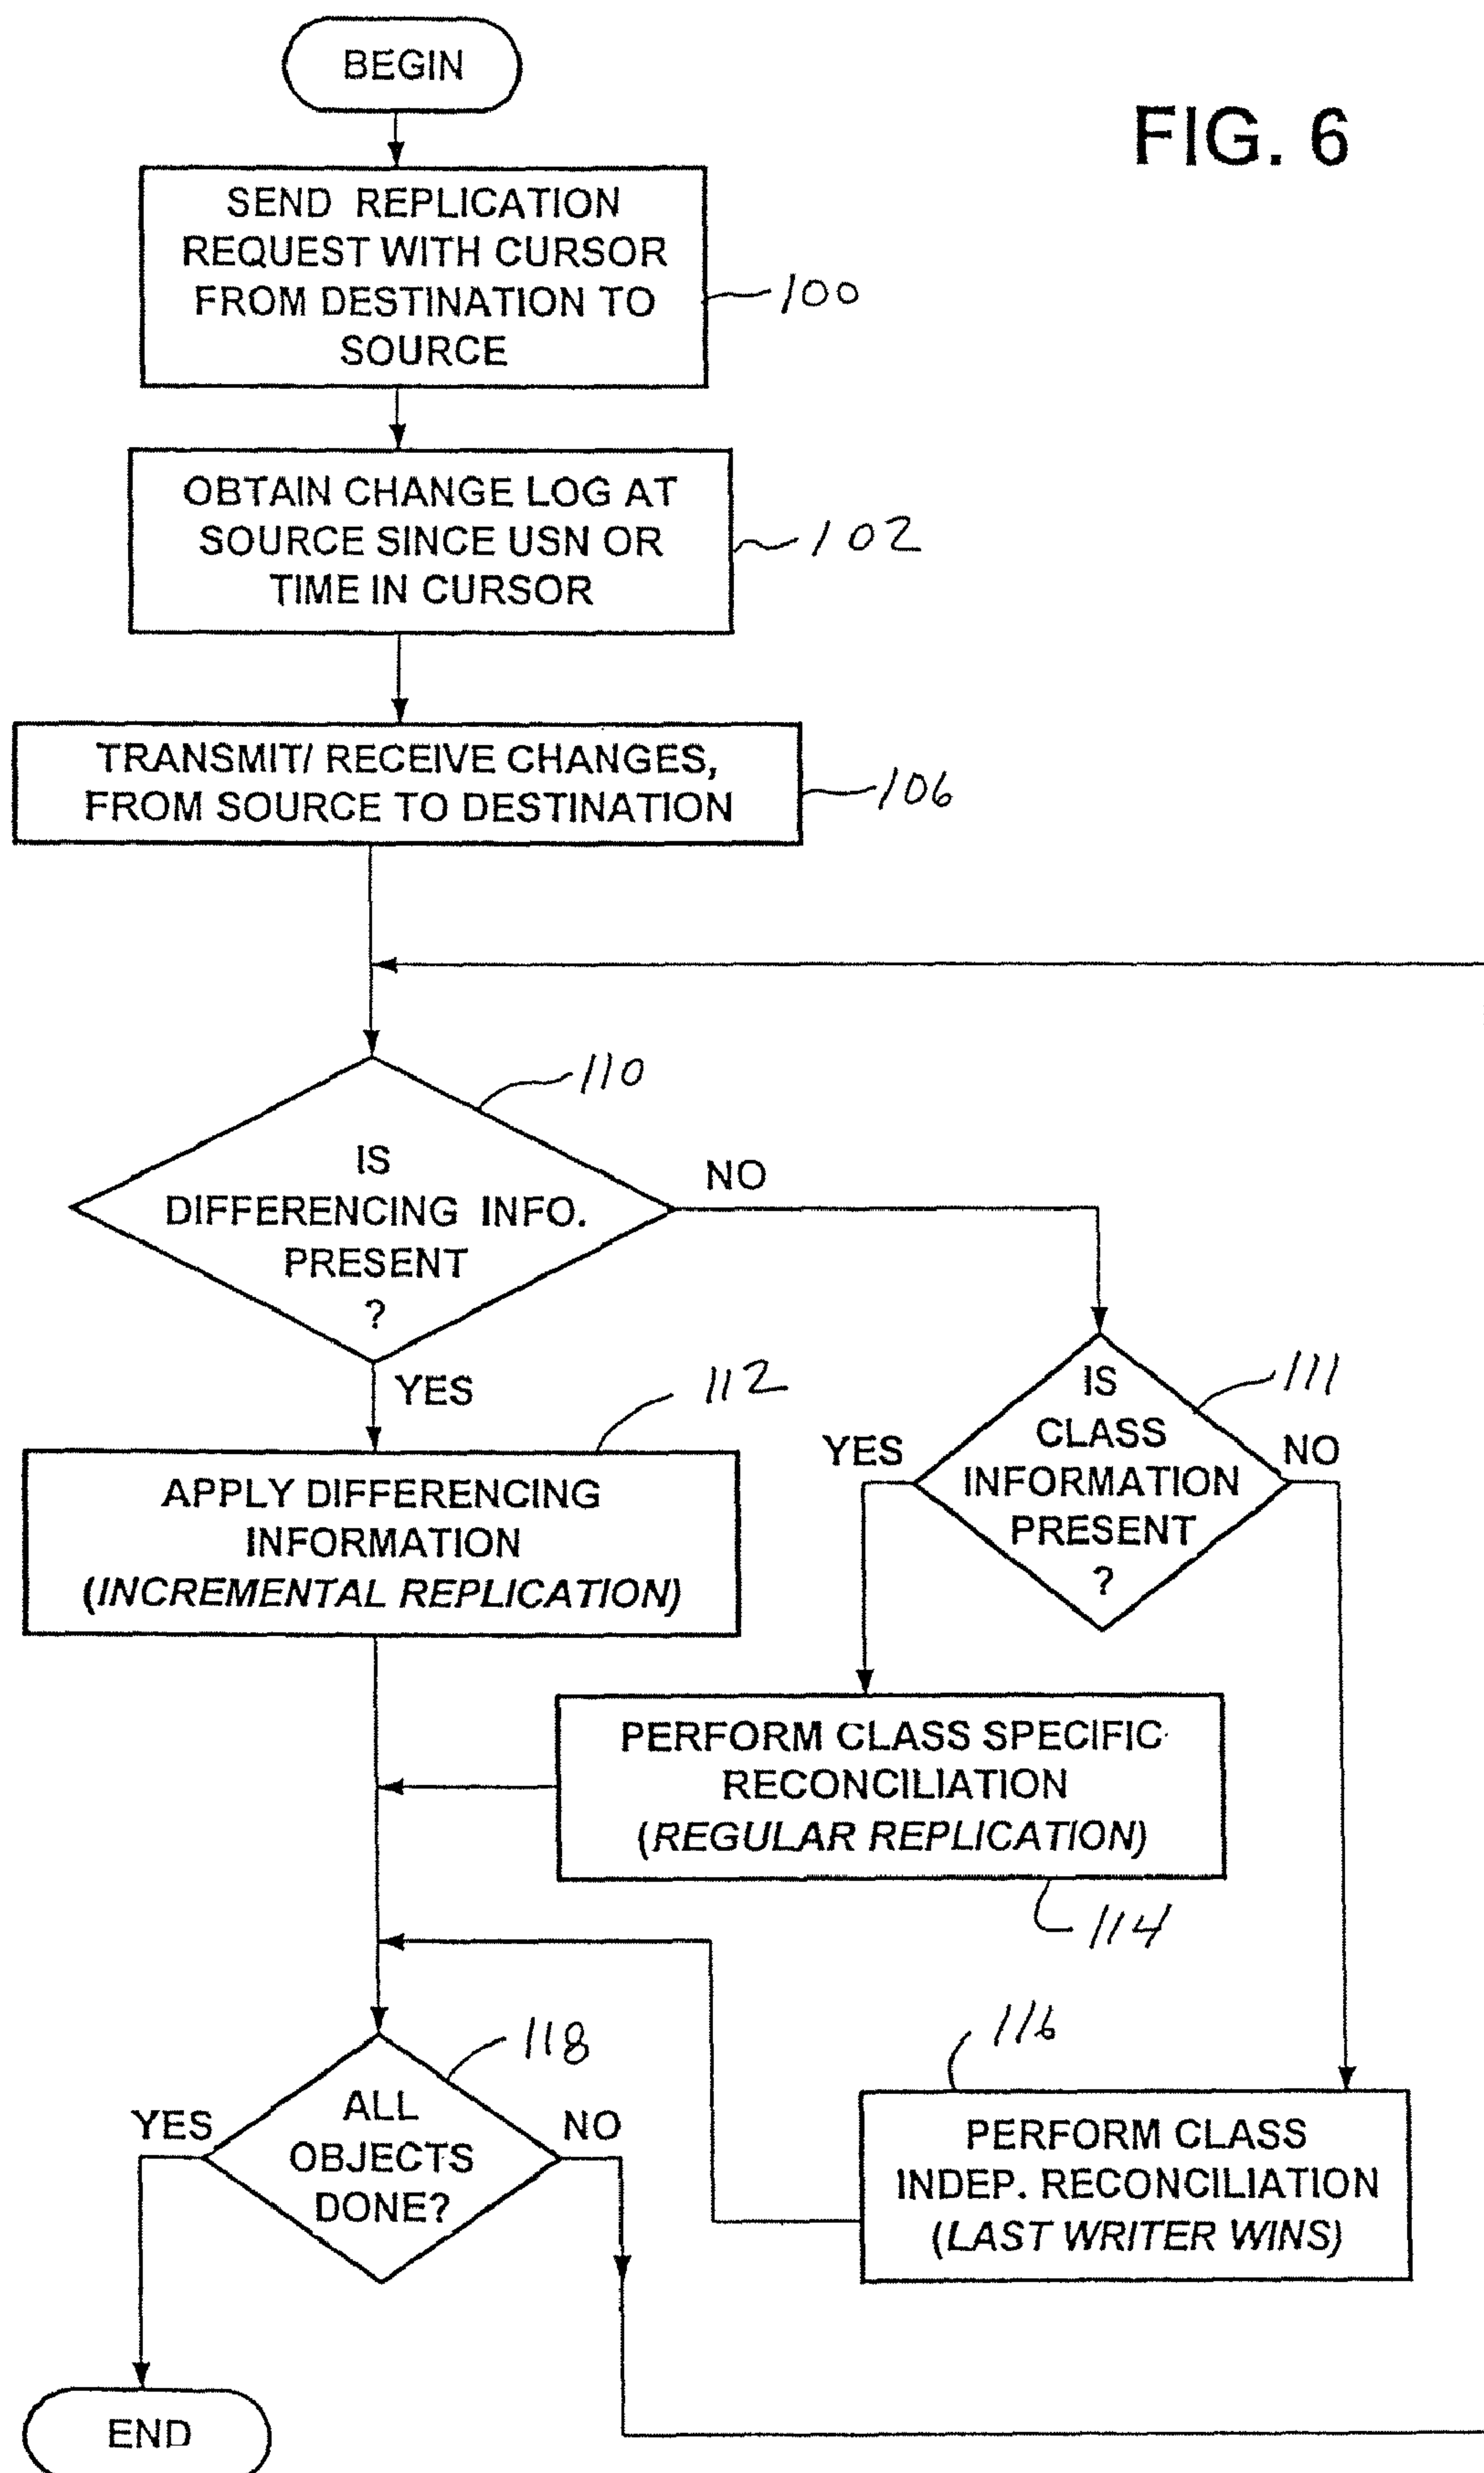 BEGIN
FIG. 6
SEND REPLICATION
REQUEST WITH CURSOR
FROM DESTINATION TO
SOURCE
100
OBTAIN CHANGE LOG AT
SOURCE SINCE USN OR
TIME IN CURSOR
102
TRANSMIT/ RECEIVE CHANGES,
FROM SOURCE TO DESTINATION
106
110
IS
DIFFERENCING INFO.
PRESENT
?
NO
YES
111
IS
CLASS
INFORMATION
PRESENT
?
YES
NO
112
APPLY DIFFERENCING
INFORMATION
(INCREMENTAL REPLICATION)
PERFORM CLASS SPECIFIC
RECONCILIATION
(REGULAR REPLICATION)
114
116
118
ALL
OBJECTS
DONE?
YES
NO
PERFORM CLASS
INDEP. RECONCILIATION
(LAST WRITER WINS)
END